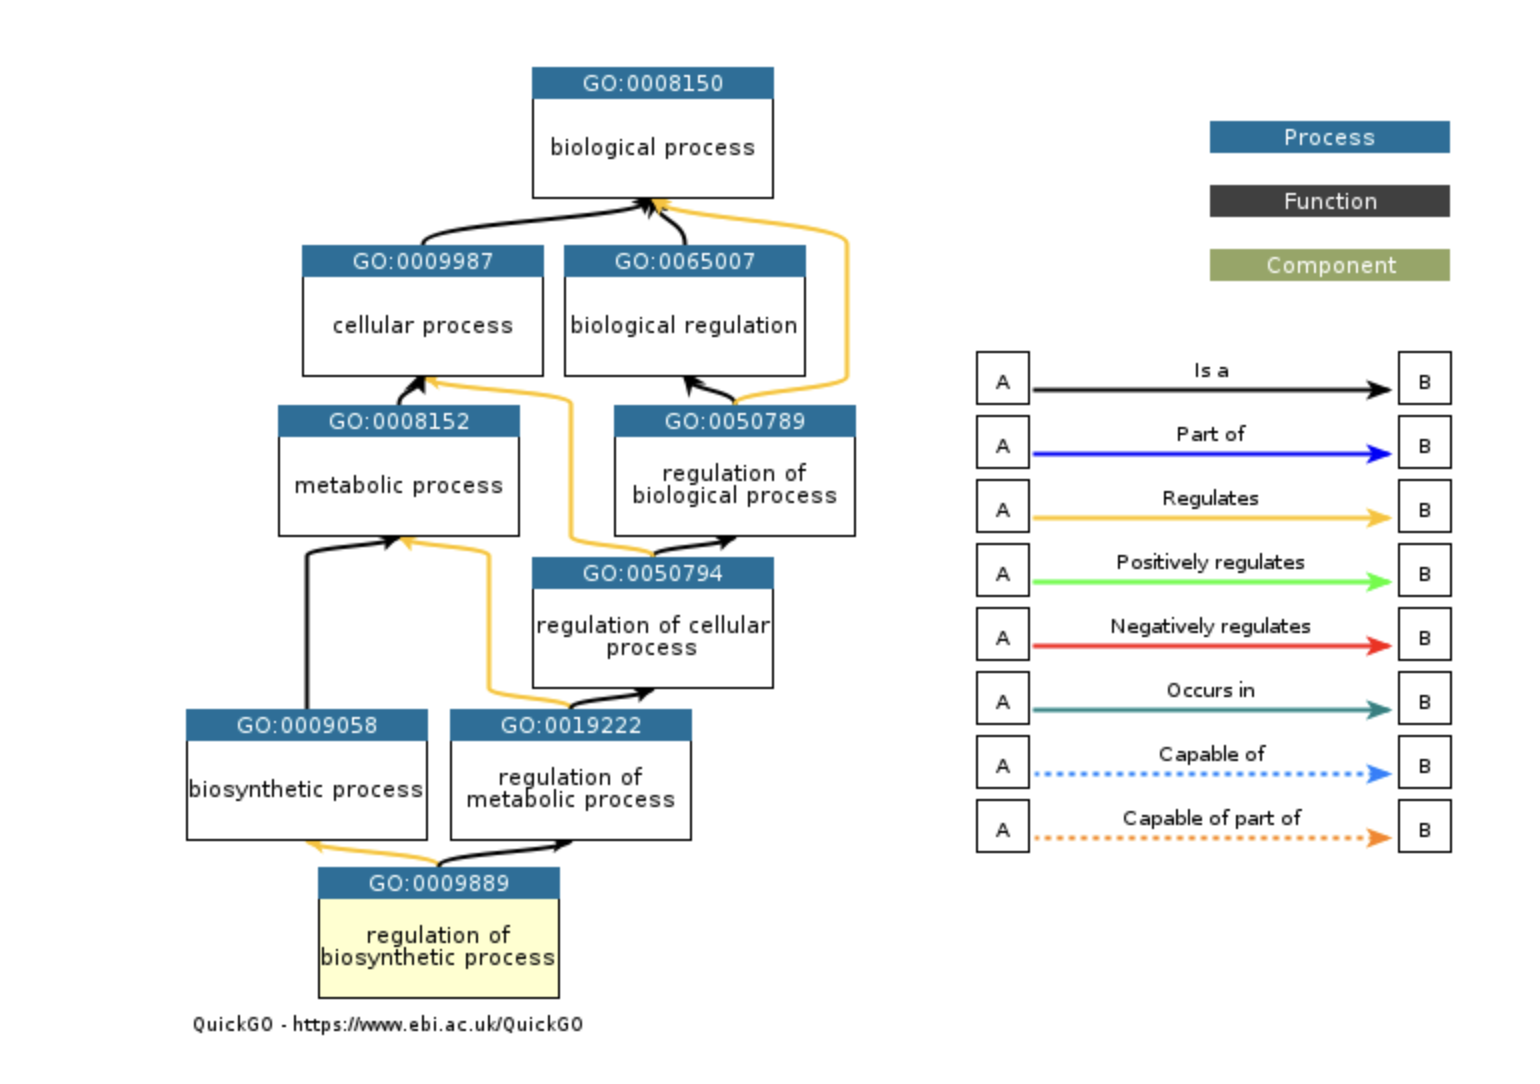 GO:0008150
biological process
GO:0009987
cellular process
GO:0065007
biological regulation
GO:0008152
metabolic process
GO:0050789
regulation of
biological process
GO:0050794
regulation of cellular
process
GO:0009058
biosynthetic process
GO:0019222
regulation of
metabolic process
GO:0009889
regulation of
biosynthetic process
QuickGO - https://www.ebi.ac.uk/QuickGO
Process
Function
Component
A Is a B
A Part of B
A Regulates B
A Positively regulates B
A Negatively regulates B
A Occurs in B
A Capable of B
A Capable of part of B